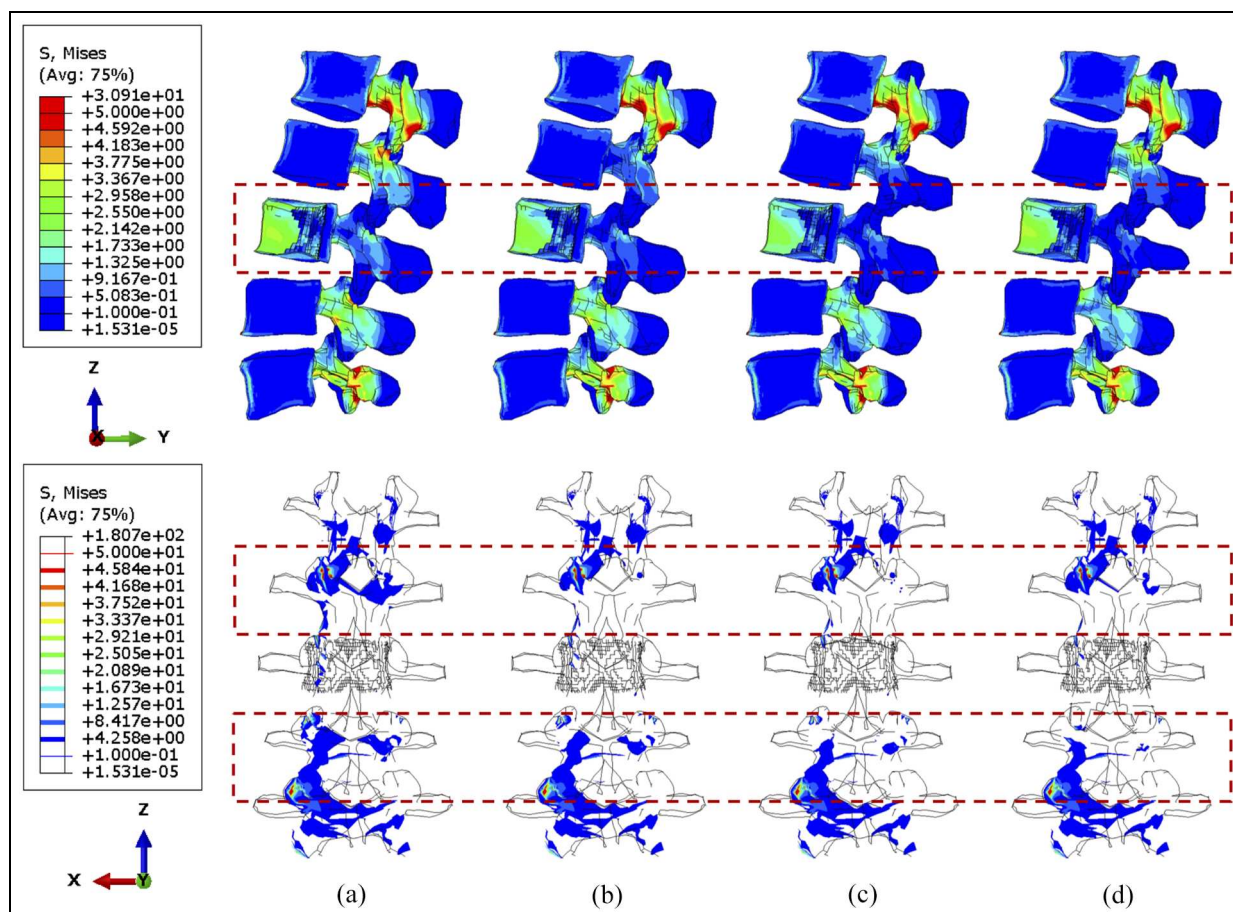 S, Mises
(Avg: 75%)
+3.091e+01
+5.000e+00
+4.592e+00
+4.183e+00
+3.775e+00
+3.367e+00
+2.958e+00
+2.550e+00
+2.142e+00
+1.733e+00
+1.325e+00
+9.167e-01
+5.083e-01
+1.000e-01
+1.531e-05
Z
X
Y
S, Mises
(Avg: 75%)
+1.807e+02
+5.000e+01
+4.584e+01
+4.168e+01
+3.752e+01
+3.337e+01
+2.921e+01
+2.505e+01
+2.089e+01
+1.673e+01
+1.257e+01
+8.417e+00
+4.258e+00
+1.000e-01
+1.531e-05
Z
X
Y
(a) (b) (c) (d)